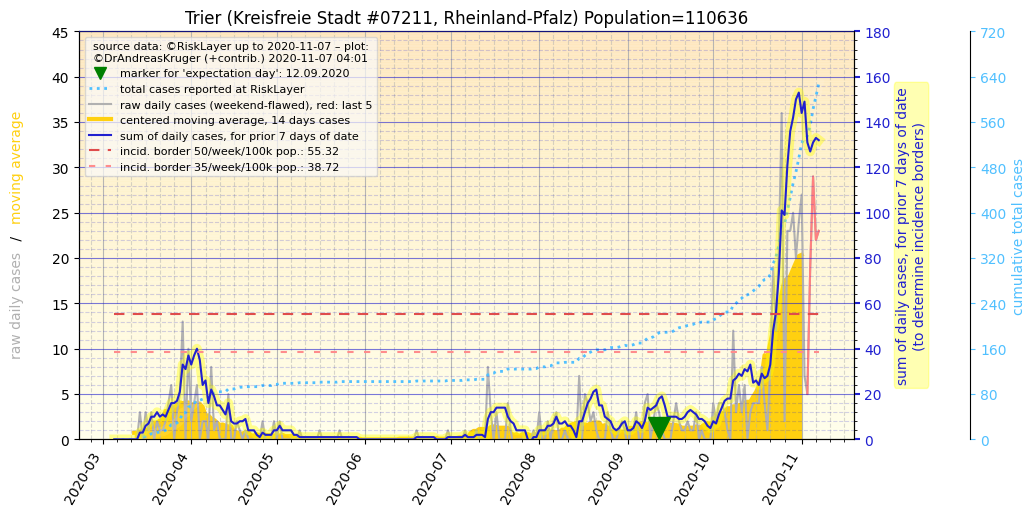 Trier (Kreisfreie Stadt #07211, Rheinland-Pfalz) Population=110636
source data: ©RiskLayer up to 2020-11-07 – plot:
©DrAndreasKruger (+contrib.) 2020-11-07 04:01
marker for 'expectation day': 12.09.2020
total cases reported at RiskLayer
raw daily cases (weekend-flawed), red: last 5
centered moving average, 14 days cases
sum of daily cases, for prior 7 days of date
incid. border 50/week/100k pop.: 55.32
incid. border 35/week/100k pop.: 38.72
raw daily cases / moving average
45
40
35
30
25
20
15
10
5
0
2020-03
2020-04
2020-05
2020-06
2020-07
2020-08
2020-09
2020-10
2020-11
180
160
140
120
100
80
60
40
20
0
sum of daily cases, for prior 7 days of date
(to determine incidence borders)
720
640
560
480
400
320
240
160
80
0
cumulative total cases